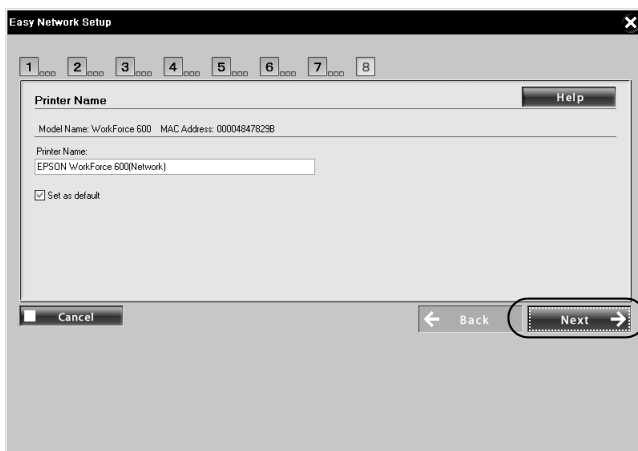 Easy Network Setup
1 2 3 4 5 6 7 8
Printer Name
Help
Model Name: WorkForce 600 MAC Address: 00004847829B
Printer Name:
EPSON WorkForce 600(Network)
Set as default
Cancel
Back
Next